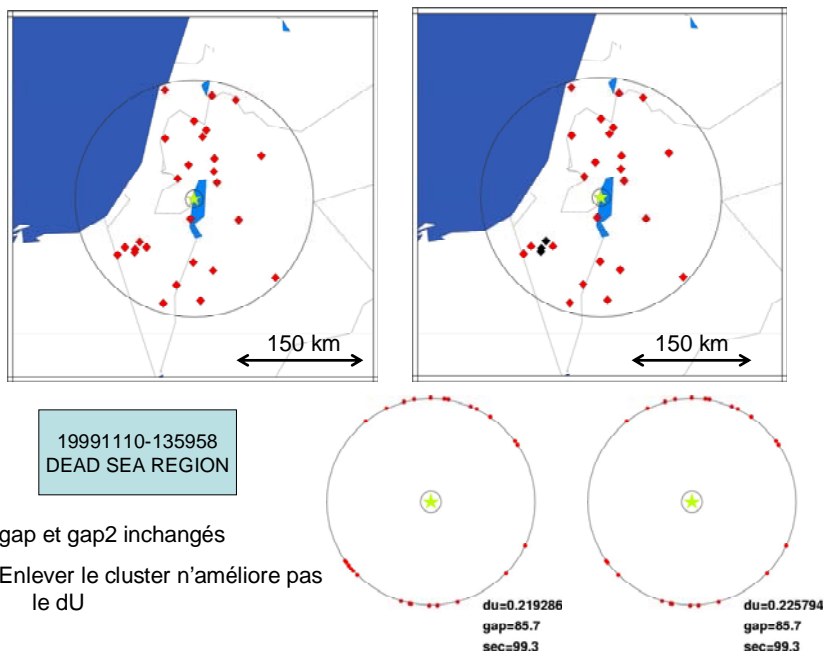 150 km
150 km
19991110-135958
DEAD SEA REGION
gap et gap2 inchangés
Enlever le cluster n'améliore pas
le dU
du=0.219286
gap=85.7
sec=99.3
du=0.225794
gap=85.7
sec=99.3